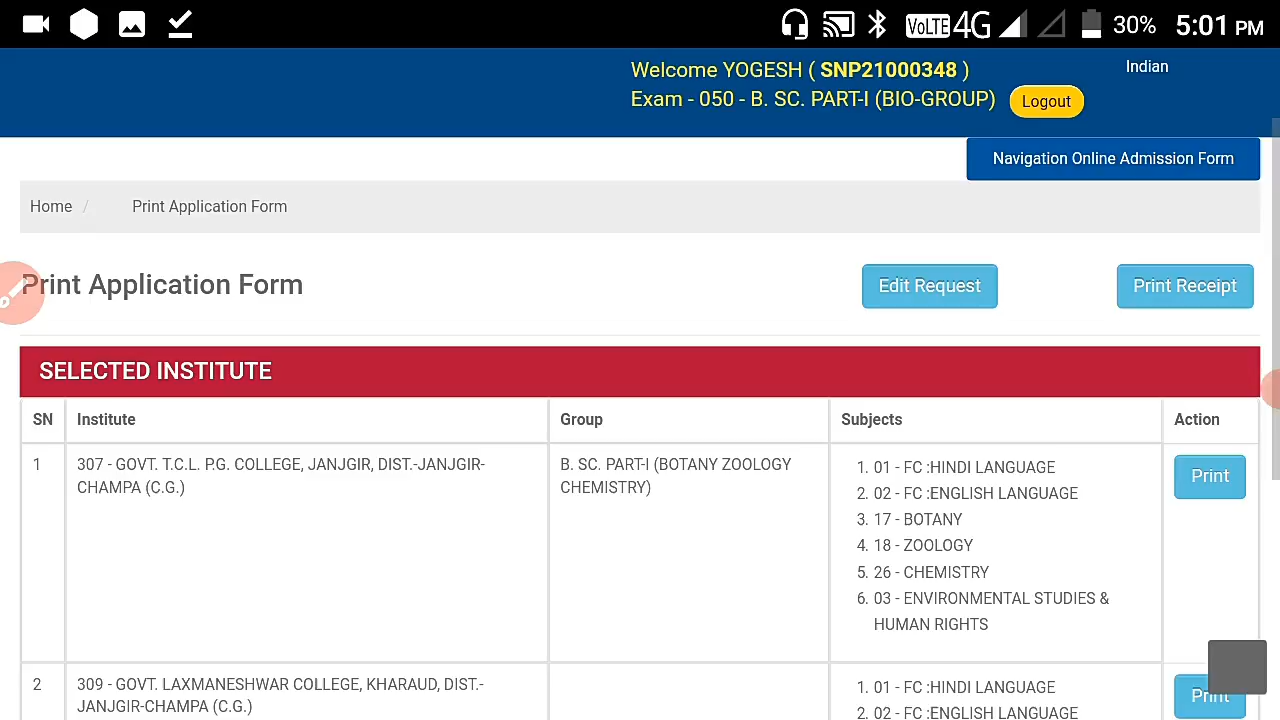 VoLTE 4G 30% 5:01 PM
Welcome YOGESH ( SNP21000348 )
Indian
Exam - 050 - B. SC. PART-I (BIO-GROUP)
Logout
Navigation Online Admission Form
Home / Print Application Form
Print Application Form
Edit Request
Print Receipt
SELECTED INSTITUTE
SN Institute Group Subjects Action
1
307 - GOVT. T.C.L. P.G. COLLEGE, JANJGIR, DIST.-JANJGIR-
CHAMPA (C.G.)
B. SC. PART-I (BOTANY ZOOLOGY
CHEMISTRY)
1. 01 - FC :HINDI LANGUAGE
2. 02 - FC :ENGLISH LANGUAGE
3. 17 - BOTANY
4. 18 - ZOOLOGY
5. 26 - CHEMISTRY
6. 03 - ENVIRONMENTAL STUDIES &
HUMAN RIGHTS
Print
2
309 - GOVT. LAXMANESHWAR COLLEGE, KHARAUD, DIST.-
JANJGIR-CHAMPA (C.G.)
1. 01 - FC :HINDI LANGUAGE
2. 02 - FC :ENGLISH LANGUAGE
Print